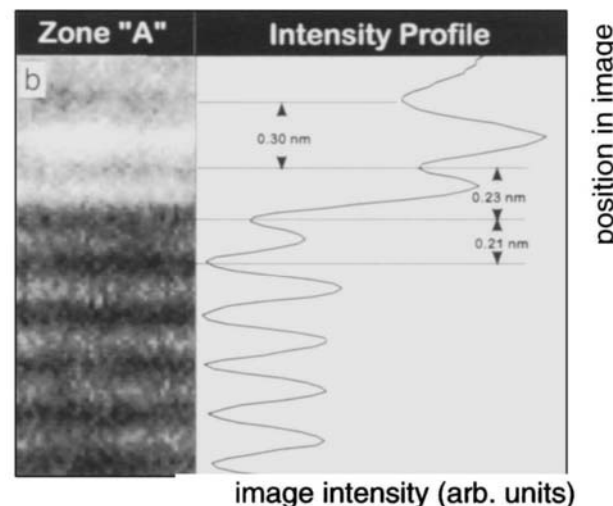 Zone "A"
Intensity Profile
b
0.30 nm
0.23 nm
0.21 nm
position in image
image intensity (arb. units)